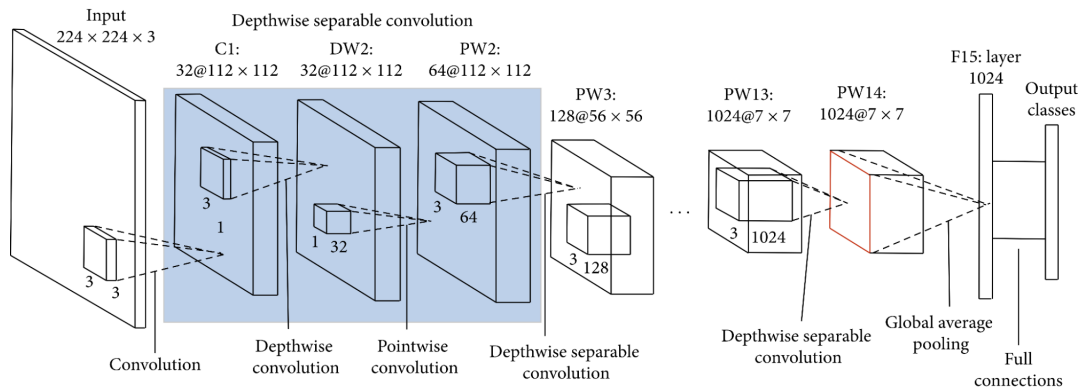 Input
224 × 224 × 3
Depthwise separable convolution
C1:
32@112 × 112
DW2:
32@112 × 112
PW2:
64@112 × 112
PW3:
128@56 × 56
PW13:
1024@7 × 7
PW14:
1024@7 × 7
F15: layer
1024
Output
classes
3
3
3
1
1
32
3
64
3
128
. . .
3
1024
Convolution
Depthwise
convolution
Pointwise
convolution
Depthwise separable
convolution
Depthwise separable
convolution
Global average
pooling
Full
connections